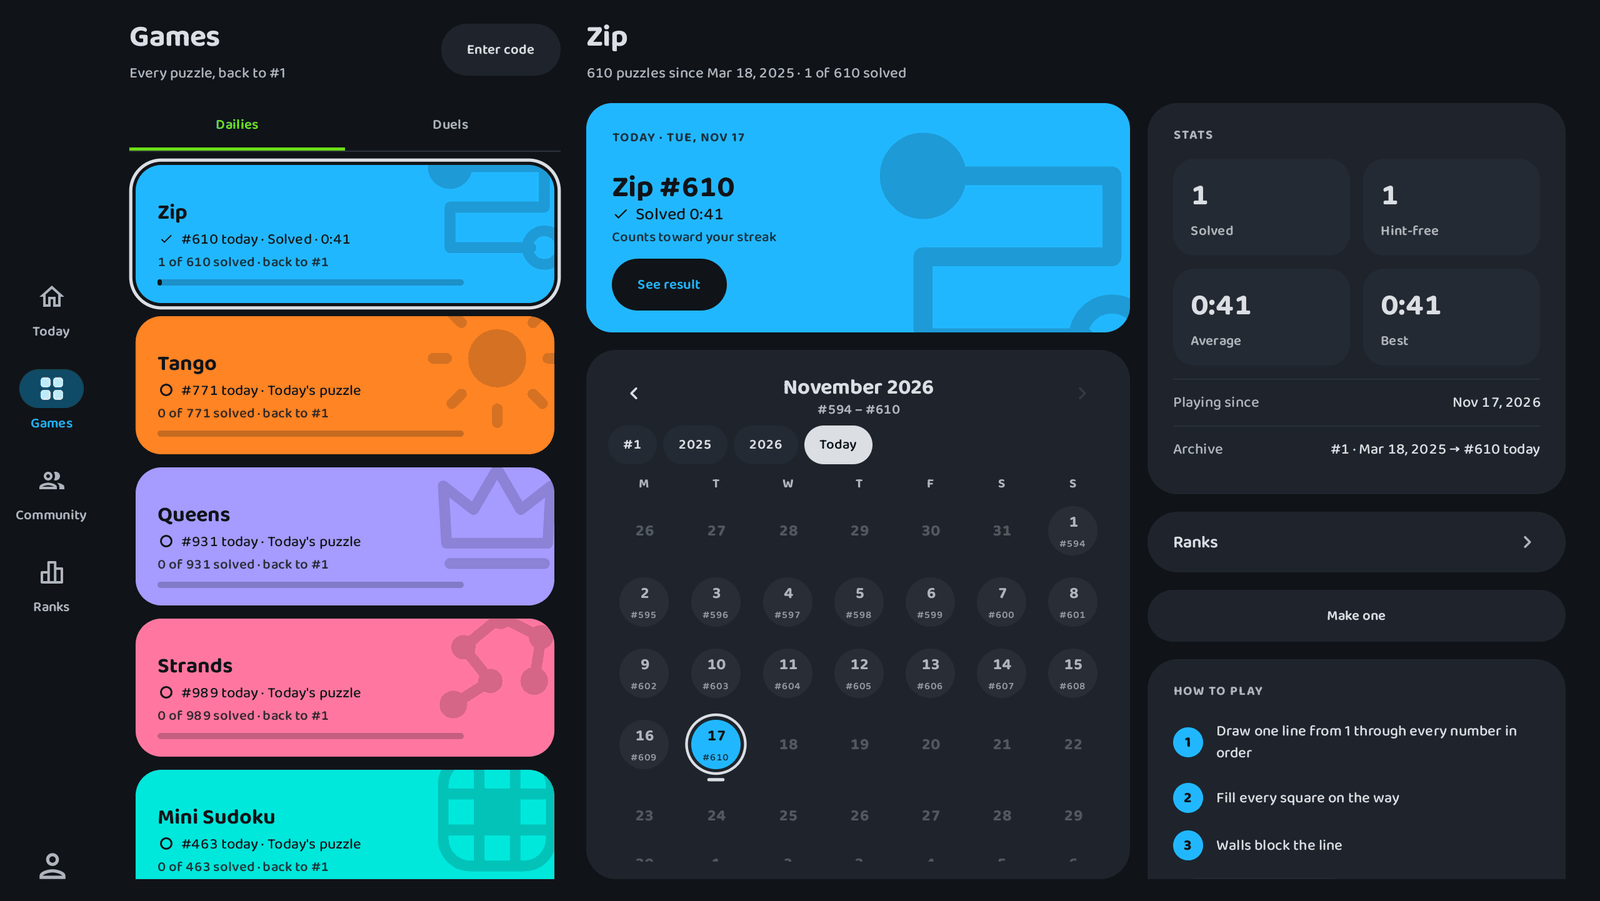 Games
Every puzzle, back to #1
Enter code
Dailies
Duels
Zip
#610 today · Solved · 0:41
1 of 610 solved · back to #1
Tango
#771 today · Today's puzzle
0 of 771 solved · back to #1
Queens
#931 today · Today's puzzle
0 of 931 solved · back to #1
Strands
#989 today · Today's puzzle
0 of 989 solved · back to #1
Mini Sudoku
#463 today · Today's puzzle
0 of 463 solved · back to #1
Today
Games
Community
Ranks
Zip
610 puzzles since Mar 18, 2025 · 1 of 610 solved
TODAY · TUE, NOV 17
Zip #610
Solved 0:41
Counts toward your streak
See result
November 2026
#594 – #610
#1 2025 2026 Today
M T W T F S S
26 27 28 29 30 31 1
#594
2 3 4 5 6 7 8
#595 #596 #597 #598 #599 #600 #601
9 10 11 12 13 14 15
#602 #603 #604 #605 #606 #607 #608
16 17 18 19 20 21 22
#609 #610
23 24 25 26 27 28 29
STATS
1
Solved
1
Hint-free
0:41
Average
0:41
Best
Playing since Nov 17, 2026
Archive #1 · Mar 18, 2025 → #610 today
Ranks
Make one
HOW TO PLAY
1 Draw one line from 1 through every number in
order
2 Fill every square on the way
3 Walls block the line